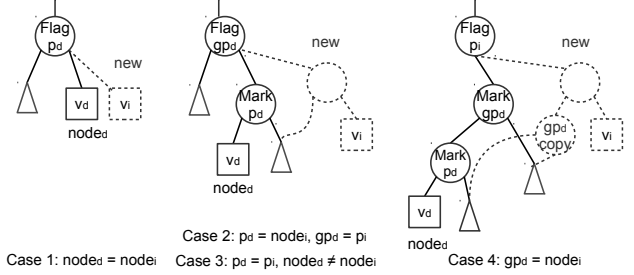 Flag
pd
new
vd
vi
noded
Case 1: noded = nodei
Flag
gpd
new
Mark
pd
vi
vd
noded
Case 2: pd = nodei, gpd = pi
Case 3: pd = pi, noded ≠ nodei
Flag
pi
new
Mark
gpd
gpd
copy
vi
Mark
pd
vd
noded
Case 4: gpd = nodei